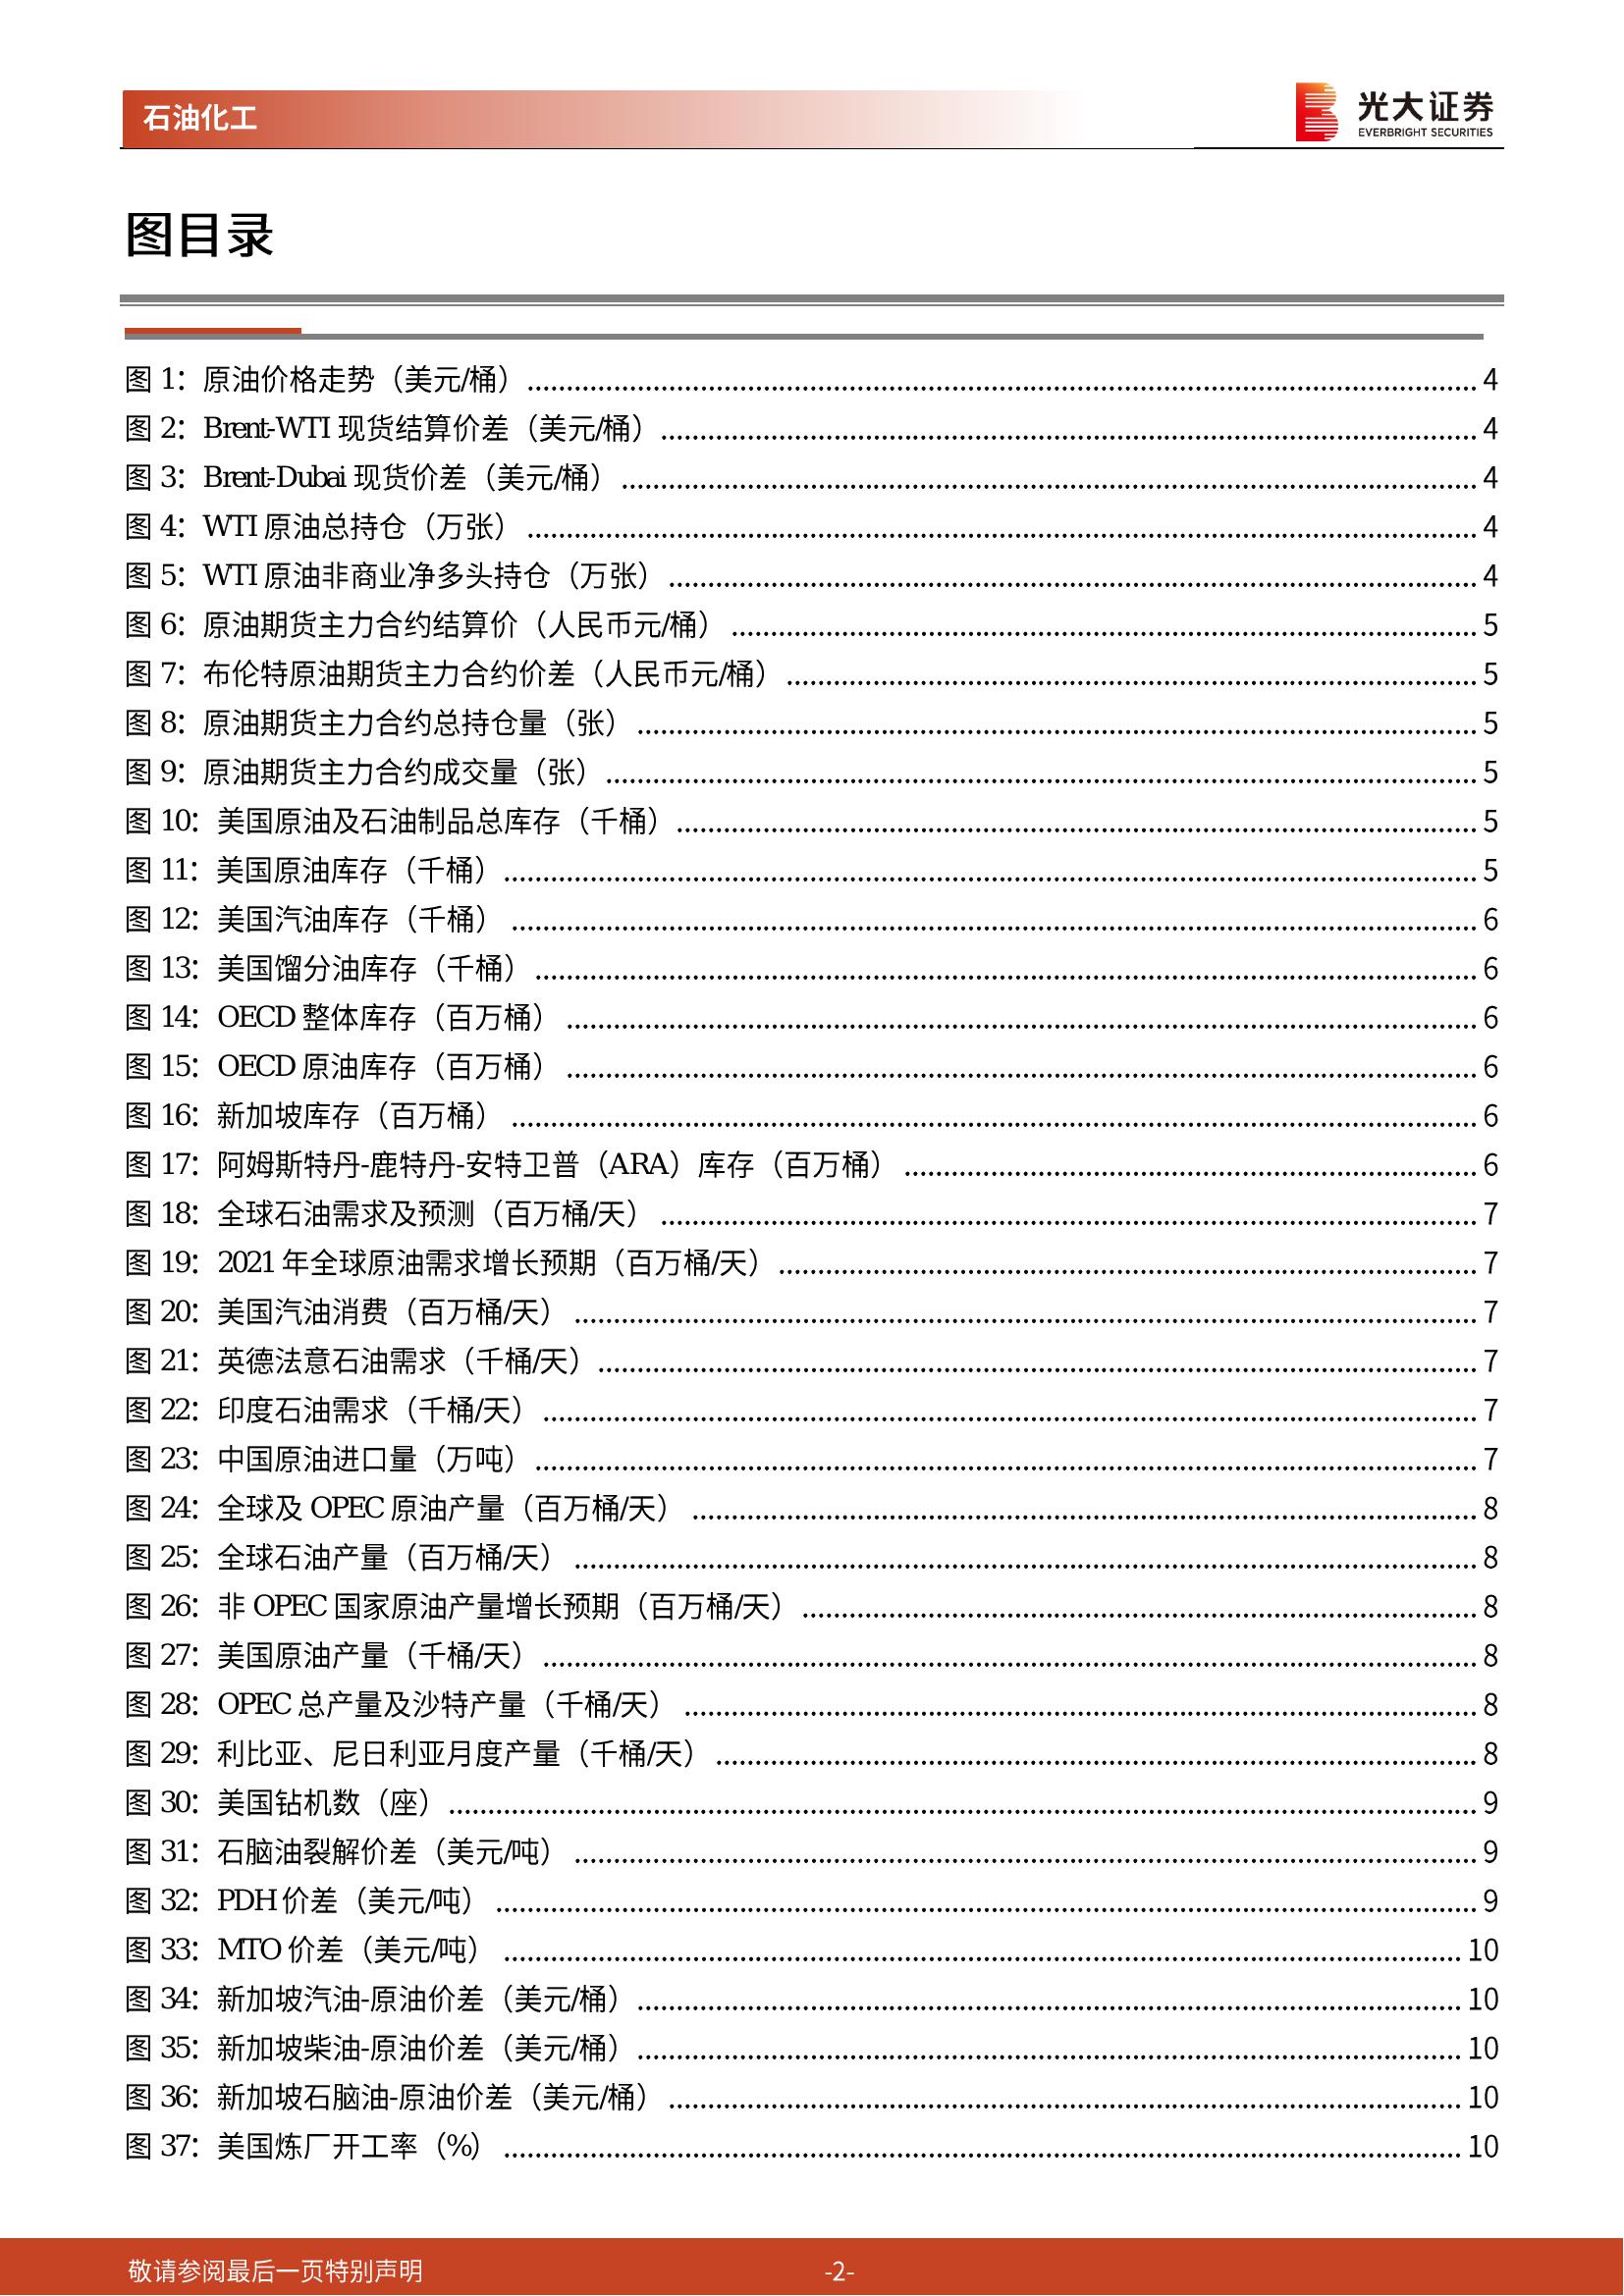 石油化工
光大证券
EVERBRIGHT SECURITIES
图目录
图 1：原油价格走势（美元/桶） 4
图 2：Brent-WTI 现货结算价差（美元/桶） 4
图 3：Brent-Dubai 现货价差（美元/桶） 4
图 4：WTI 原油总持仓（万张） 4
图 5：WTI 原油非商业净多头持仓（万张） 4
图 6：原油期货主力合约结算价（人民币元/桶） 5
图 7：布伦特原油期货主力合约价差（人民币元/桶） 5
图 8：原油期货主力合约总持仓量（张） 5
图 9：原油期货主力合约成交量（张） 5
图 10：美国原油及石油制品总库存（千桶） 5
图 11：美国原油库存（千桶） 5
图 12：美国汽油库存（千桶） 6
图 13：美国馏分油库存（千桶） 6
图 14：OECD 整体库存（百万桶） 6
图 15：OECD 原油库存（百万桶） 6
图 16：新加坡库存（百万桶） 6
图 17：阿姆斯特丹-鹿特丹-安特卫普（ARA）库存（百万桶） 6
图 18：全球石油需求及预测（百万桶/天） 7
图 19：2021 年全球原油需求增长预期（百万桶/天） 7
图 20：美国汽油消费（百万桶/天） 7
图 21：英德法意石油需求（千桶/天） 7
图 22：印度石油需求（千桶/天） 7
图 23：中国原油进口量（万吨） 7
图 24：全球及 OPEC 原油产量（百万桶/天） 8
图 25：全球石油产量（百万桶/天） 8
图 26：非 OPEC 国家原油产量增长预期（百万桶/天） 8
图 27：美国原油产量（千桶/天） 8
图 28：OPEC 总产量及沙特产量（千桶/天） 8
图 29：利比亚、尼日利亚月度产量（千桶/天） 8
图 30：美国钻机数（座） 9
图 31：石脑油裂解价差（美元/吨） 9
图 32：PDH 价差（美元/吨） 9
图 33：MTO 价差（美元/吨） 10
图 34：新加坡汽油-原油价差（美元/桶） 10
图 35：新加坡柴油-原油价差（美元/桶） 10
图 36：新加坡石脑油-原油价差（美元/桶） 10
图 37：美国炼厂开工率（%） 10
敬请参阅最后一页特别声明 -2-